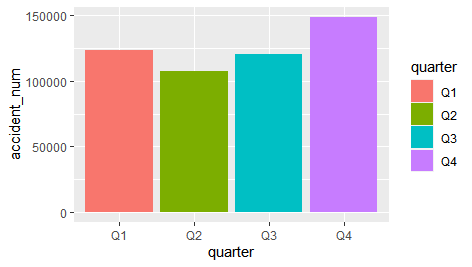 accident_num
150000
100000
50000
0
Q1 Q2 Q3 Q4
quarter
quarter
Q1
Q2
Q3
Q4